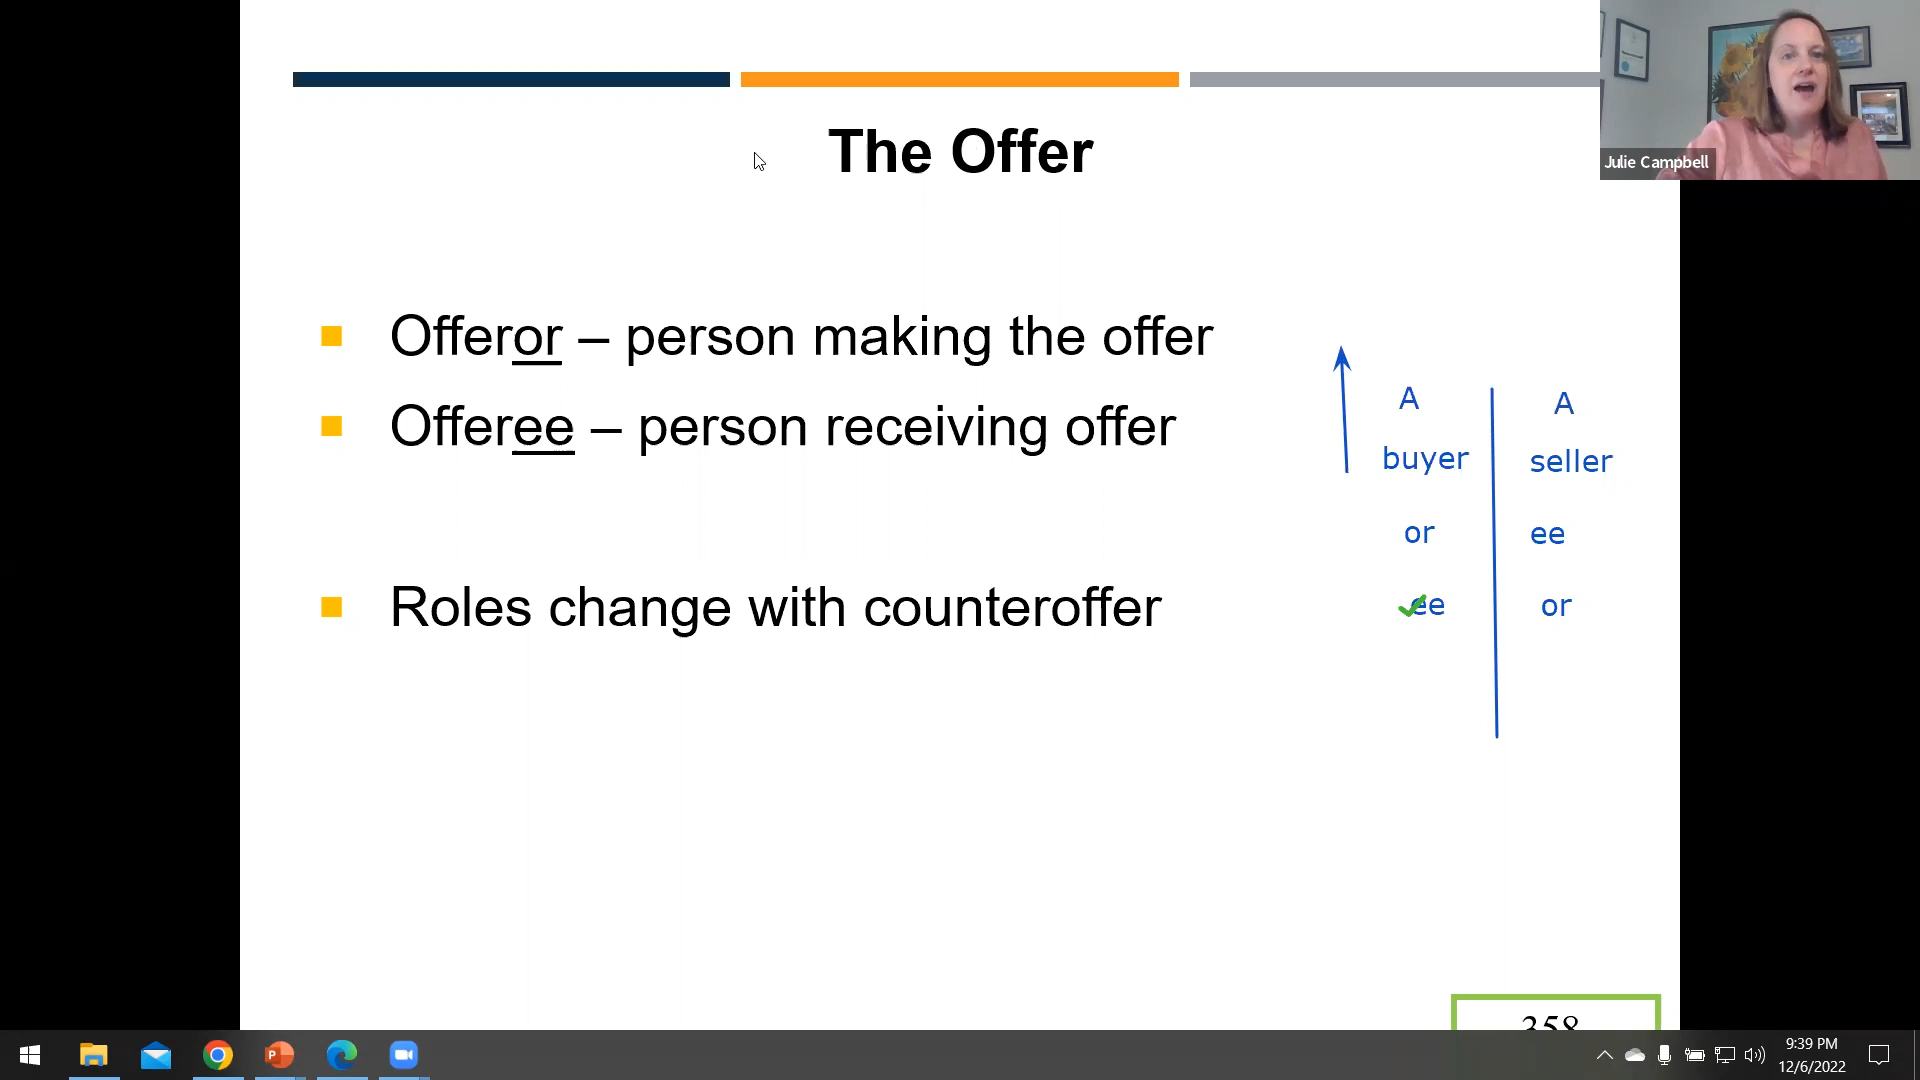 The Offer
Julie Campbell
Offeror – person making the offer
Offeree – person receiving offer
Roles change with counteroffer
A A
buyer seller
or ee
ee or
358
9:39 PM
12/6/2022